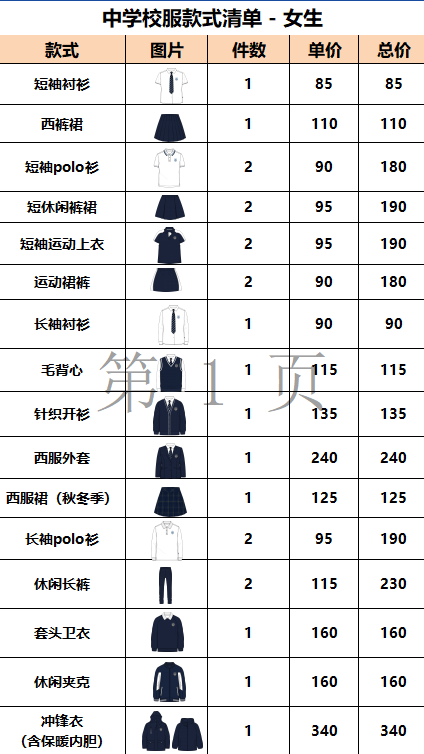 中学校服款式清单 - 女生
款式 图片 件数 单价 总价
短袖衬衫 1 85 85
西裤裙 1 110 110
短袖polo衫 2 90 180
短休闲裤裙 2 95 190
短袖运动上衣 2 95 190
运动裙裤 2 90 180
长袖衬衫 1 90 90
毛背心 1 115 115
针织开衫 1 135 135
西服外套 1 240 240
西服裙（秋冬季） 1 125 125
长袖polo衫 2 95 190
休闲长裤 2 115 230
套头卫衣 1 160 160
休闲夹克 1 160 160
冲锋衣
（含保暖内胆） 1 340 340
第 1 页